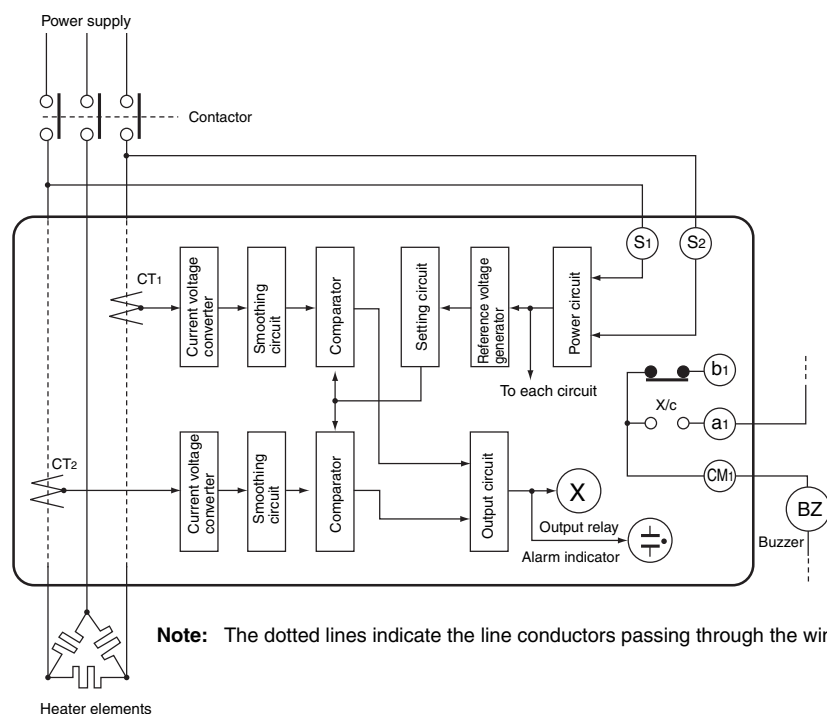 Power supply
Contactor
S1
S2
CT1
Current voltage
converter
Smoothing
circuit
Comparator
Setting circuit
Reference voltage
generator
Power circuit
To each circuit
b1
X/c
a1
CM1
CT2
Current voltage
converter
Smoothing
circuit
Comparator
Output circuit
X
Output relay
Alarm indicator
BZ
Buzzer
Note: The dotted lines indicate the line conductors passing through the
Heater elements